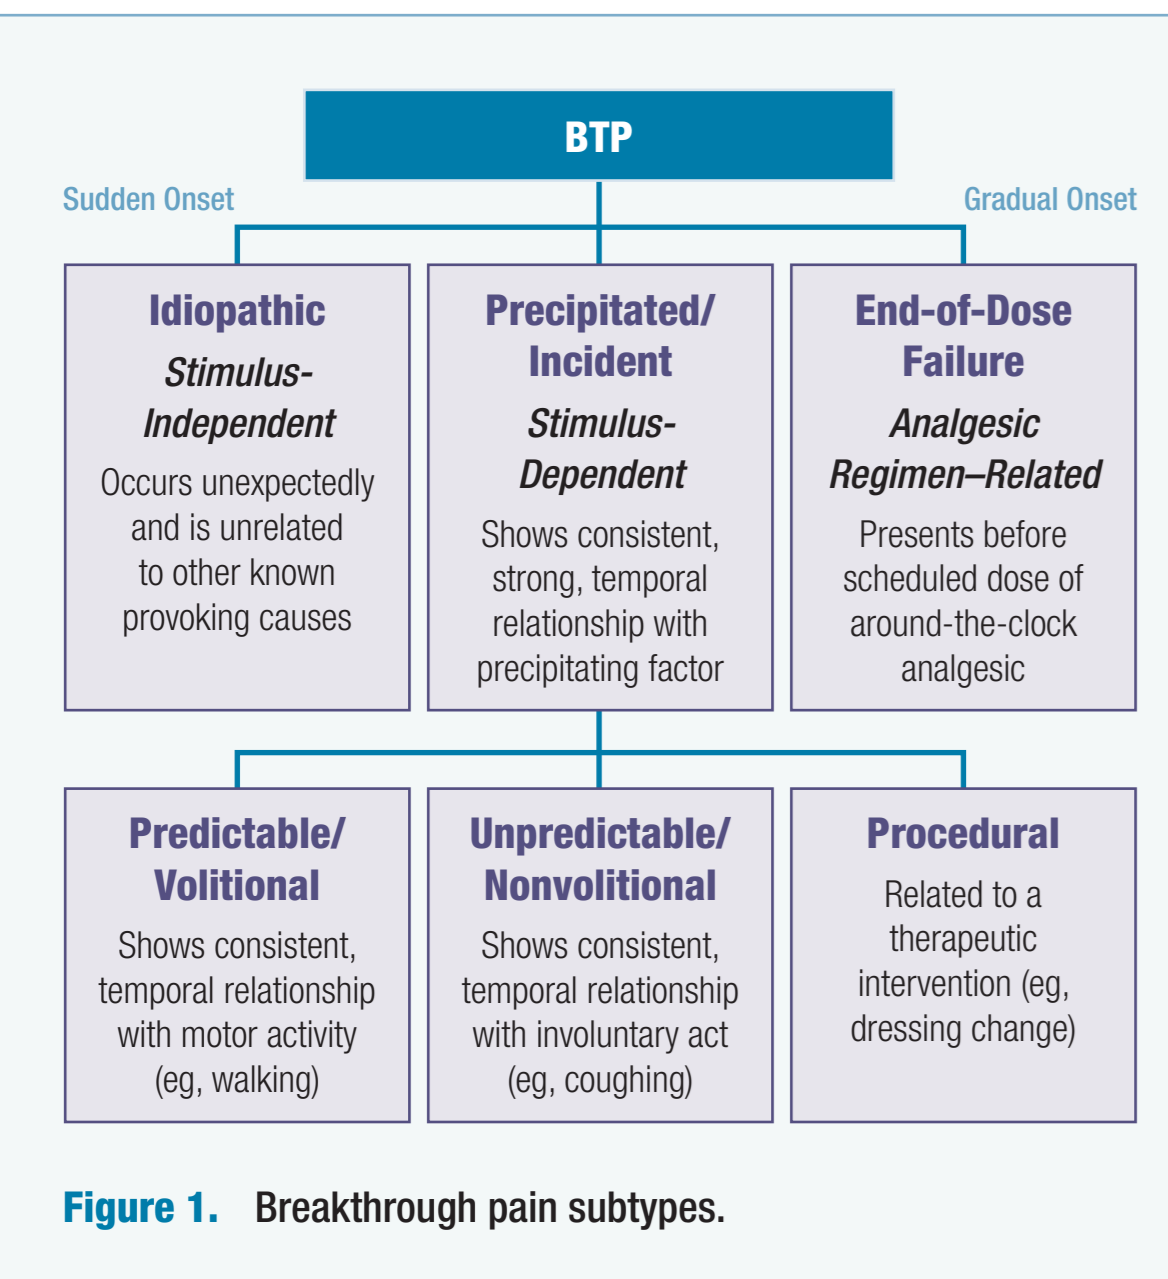 BTP
Sudden Onset
Gradual Onset
Idiopathic
Stimulus-
Independent
Occurs unexpectedly
and is unrelated
to other known
provoking causes
Precipitated/
Incident
Stimulus-
Dependent
Shows consistent,
strong, temporal
relationship with
precipitating factor
End-of-Dose
Failure
Analgesic
Regimen–Related
Presents before
scheduled dose of
around-the-clock
analgesic
Predictable/
Volitional
Shows consistent,
temporal relationship
with motor activity
(eg, walking)
Unpredictable/
Nonvolitional
Shows consistent,
temporal relationship
with involuntary act
(eg, coughing)
Procedural
Related to a
therapeutic
intervention (eg,
dressing change)
Figure 1. Breakthrough pain subtypes.